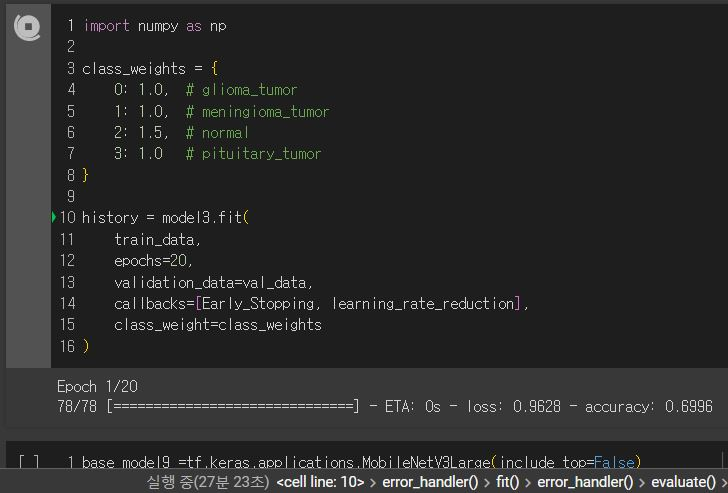 1 import numpy as np
2
3 class_weights = {
4     0: 1.0,  # glioma_tumor
5     1: 1.0,  # meningioma_tumor
6     2: 1.5,  # normal
7     3: 1.0   # pituitary_tumor
8 }
9
10 history = model3.fit(
11     train_data,
12     epochs=20,
13     validation_data=val_data,
14     callbacks=[Early_Stopping, learning_rate_reduction],
15     class_weight=class_weights
16 )
Epoch 1/20
78/78 [==============================] - ETA: 0s - loss: 0.9628 - accuracy: 0.6996
[ ] 1 base_model9 =tf.keras.applications.MobileNetV3Large(include_top=False)
실행 중(27분 23초) <cell line: 10> > error_handler() > fit() > error_handler() > evaluate() >